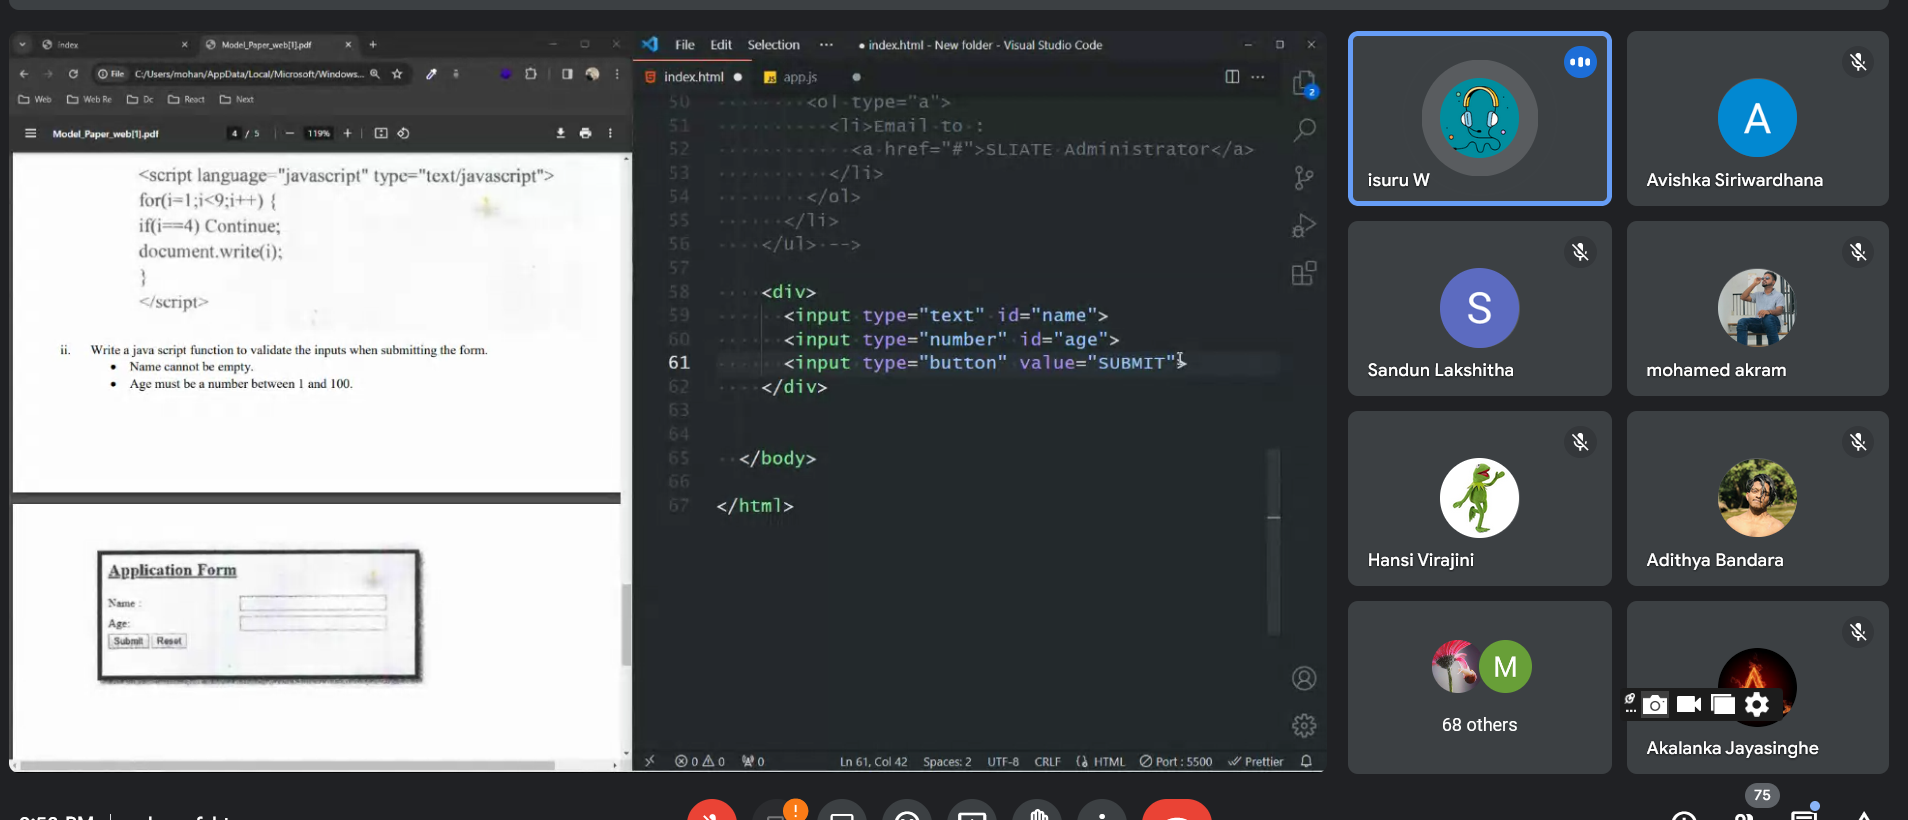 Index
Model_Paper_web[1].pdf
File
C:/Users/mohan/AppData/Local/Microsoft/Windows...
Web
Web Re
Dc
React
Next
Model_Paper_web[1].pdf
4 / 5
119%
<script language="javascript" type="text/javascript">
for(i=1;i<9;i++) {
if(i==4) Continue;
document.write(i);
}
</script>
ii. Write a java script function to validate the inputs when submitting the form.
• Name cannot be empty.
• Age must be a number between 1 and 100.
Application Form
Name :
Age:
Submit Reset
File Edit Selection ···
● index.html - New folder - Visual Studio Code
index.html ●
JS app.js ●
50 <ol type="a">
51 <li>Email to :
52 <a href="#">SLIATE Administrator</a>
53 </li>
54 </ol>
55 </li>
56 </ul> -->
57
58 <div>
59 <input type="text" id="name">
60 <input type="number" id="age">
61 <input type="button" value="SUBMIT">
62 </div>
63
64
65 </body>
66
67 </html>
2
0 0 0
Ln 61, Col 42
Spaces: 2
UTF-8
CRLF
HTML
Port : 5500
Prettier
isuru W
A
Avishka Siriwardhana
S
Sandun Lakshitha
mohamed akram
Hansi Virajini
Adithya Bandara
M
68 others
Akalanka Jayasinghe
75